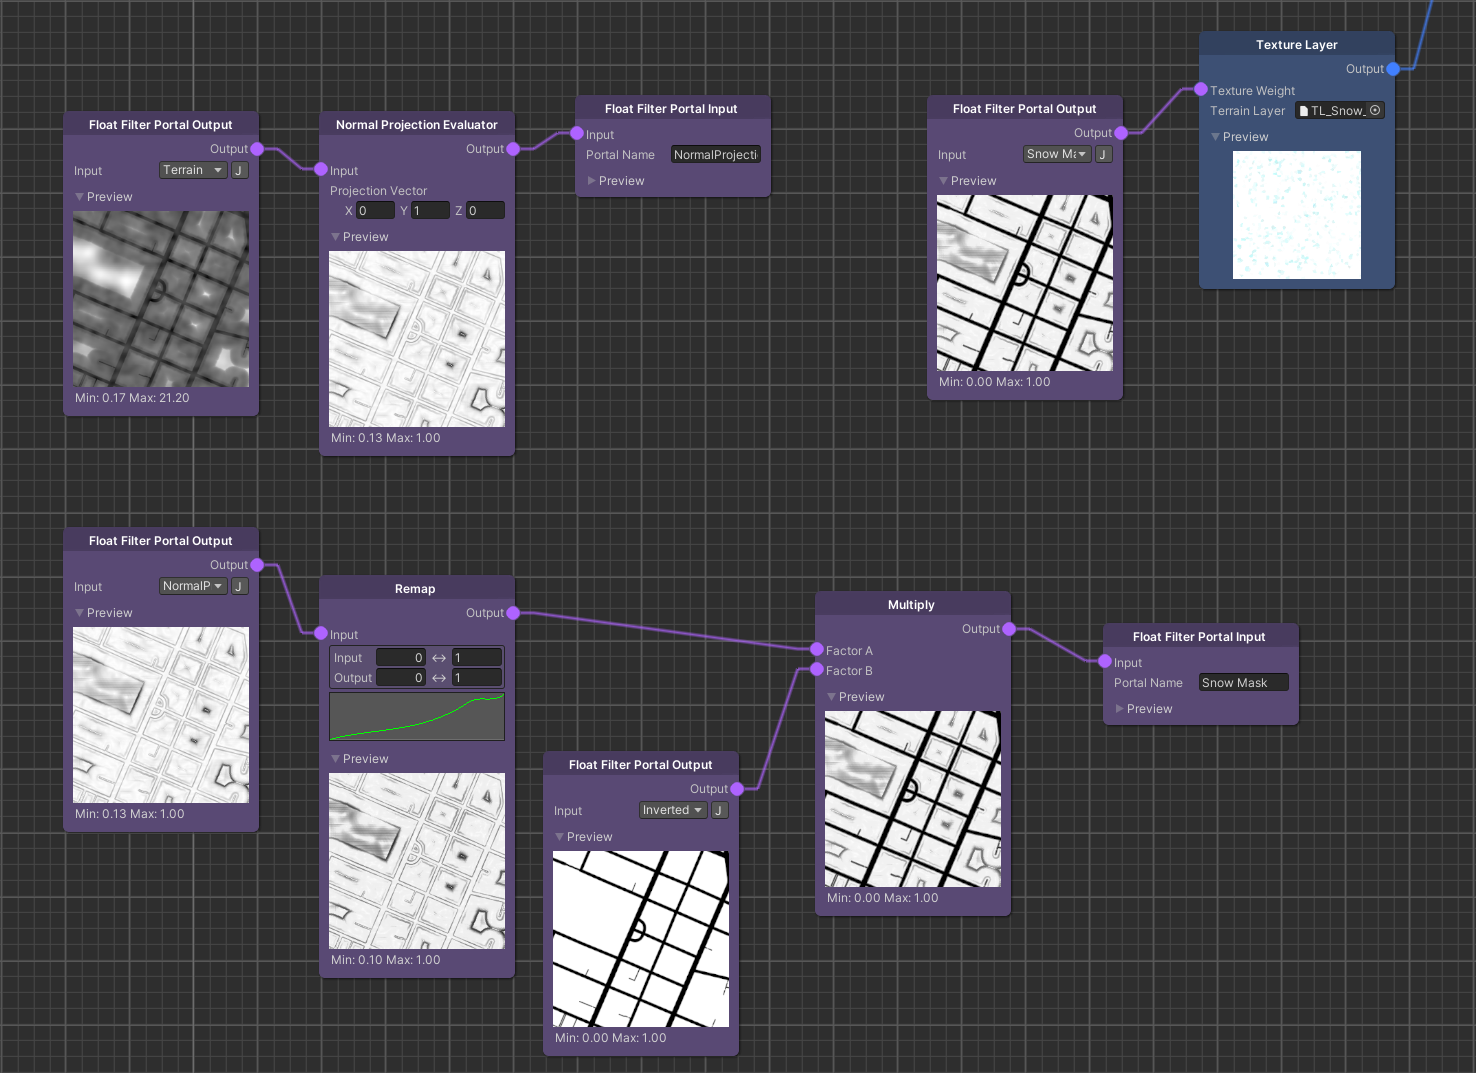 Float Filter Portal Output
Output
Input Terrain J
Preview
Min: 0.17 Max: 21.20
Normal Projection Evaluator
Output
Input
Projection Vector
X 0 Y 1 Z 0
Preview
Min: 0.13 Max: 1.00
Float Filter Portal Input
Input
Portal Name NormalProjecti
Preview
Float Filter Portal Output
Output
Input Snow Ma J
Preview
Min: 0.00 Max: 1.00
Texture Layer
Output
Texture Weight
Terrain Layer TL_Snow_
Preview
Float Filter Portal Output
Output
Input NormalP J
Preview
Min: 0.13 Max: 1.00
Remap
Output
Input
Input 0 ↔ 1
Output 0 ↔ 1
Preview
Min: 0.10 Max: 1.00
Float Filter Portal Output
Output
Input Inverted J
Preview
Min: 0.00 Max: 1.00
Multiply
Output
Factor A
Factor B
Preview
Min: 0.00 Max: 1.00
Float Filter Portal Input
Input
Portal Name Snow Mask
Preview